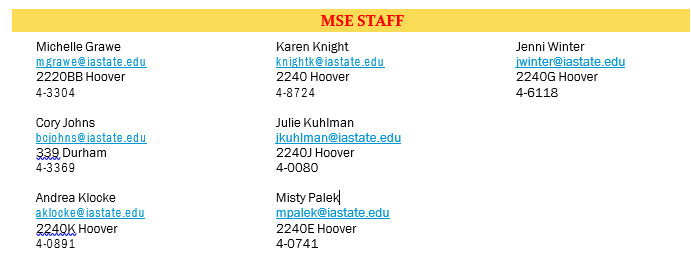 MSE STAFF
Michelle Grawe
mgrawe@iastate.edu
2220BB Hoover
4-3304
Cory Johns
bcjohns@iastate.edu
339 Durham
4-3369
Andrea Klocke
aklocke@iastate.edu
2240K Hoover
4-0891
Karen Knight
knightk@iastate.edu
2240 Hoover
4-8724
Julie Kuhlman
jkuhlman@iastate.edu
2240J Hoover
4-0080
Misty Palek
mpalek@iastate.edu
2240E Hoover
4-0741
Jenni Winter
jwinter@iastate.edu
2240G Hoover
4-6118